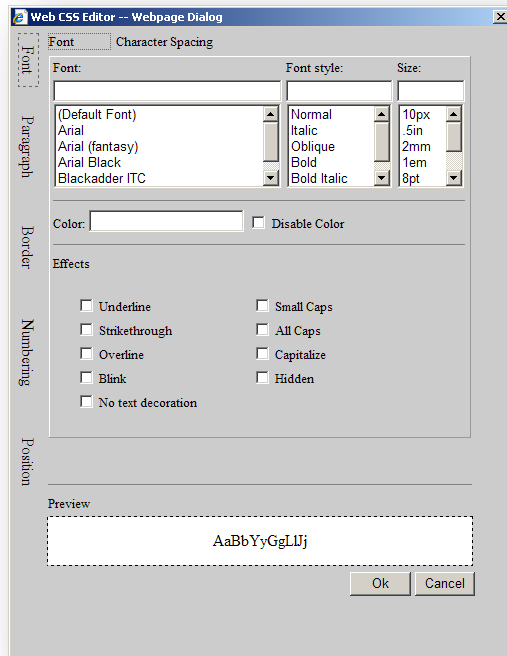 Web CSS Editor -- Webpage Dialog
Font Character Spacing
Font
Paragraph
Border
Numbering
Position
Font: Font style: Size:
(Default Font) Normal 10px
Arial Italic .5in
Arial (fantasy) Oblique 2mm
Arial Black Bold 1em
Blackadder ITC Bold Italic 8pt
Color: Disable Color
Effects
Underline Small Caps
Strikethrough All Caps
Overline Capitalize
Blink Hidden
No text decoration
Preview
AaBbYyGgLlJj
Ok Cancel